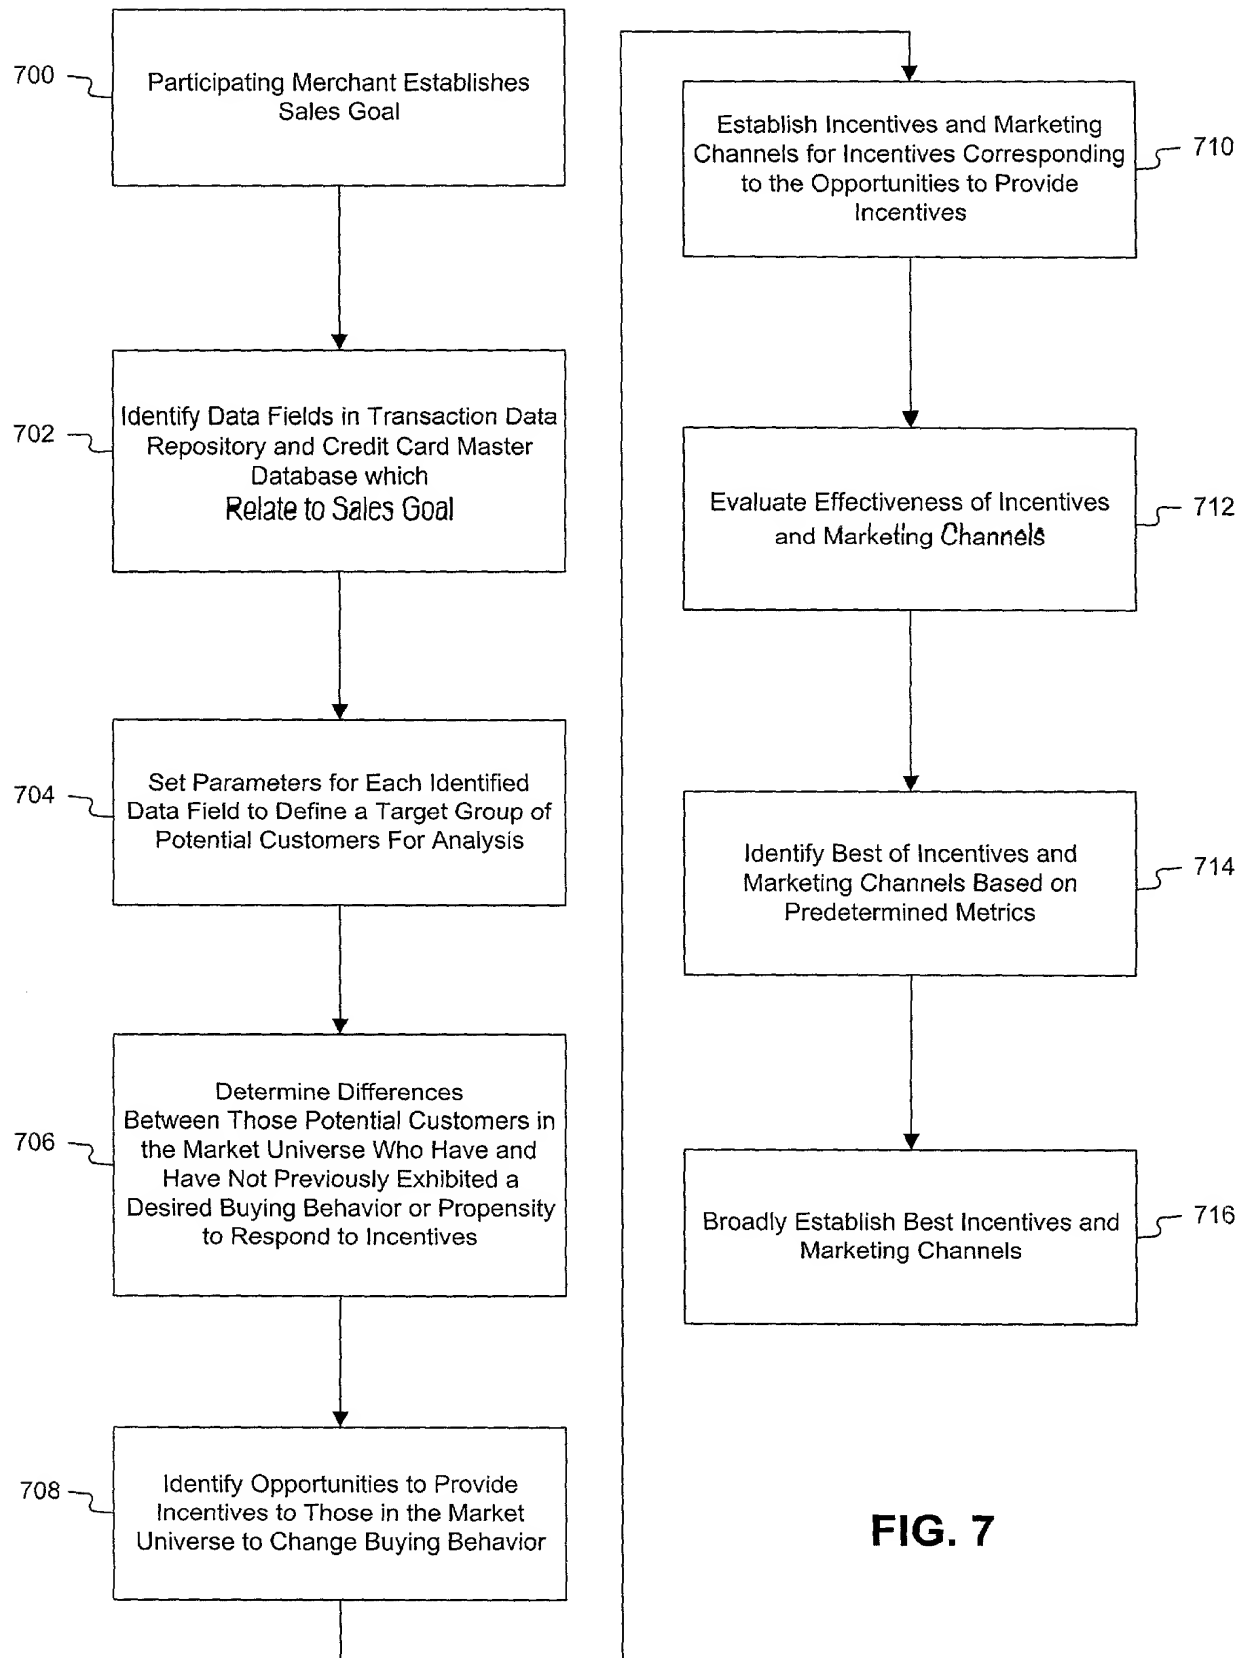 700
Participating Merchant Establishes
Sales Goal
702
Identify Data Fields in Transaction Data
Repository and Credit Card Master
Database which
Relate to Sales Goal
704
Set Parameters for Each Identified
Data Field to Define a Target Group of
Potential Customers For Analysis
706
Determine Differences
Between Those Potential Customers in
the Market Universe Who Have and
Have Not Previously Exhibited a
Desired Buying Behavior or Propensity
to Respond to Incentives
708
Identify Opportunities to Provide
Incentives to Those in the Market
Universe to Change Buying Behavior
Establish Incentives and Marketing
Channels for Incentives Corresponding
to the Opportunities to Provide
Incentives
710
Evaluate Effectiveness of Incentives
and Marketing Channels
712
Identify Best of Incentives and
Marketing Channels Based on
Predetermined Metrics
714
Broadly Establish Best Incentives and
Marketing Channels
716
FIG. 7